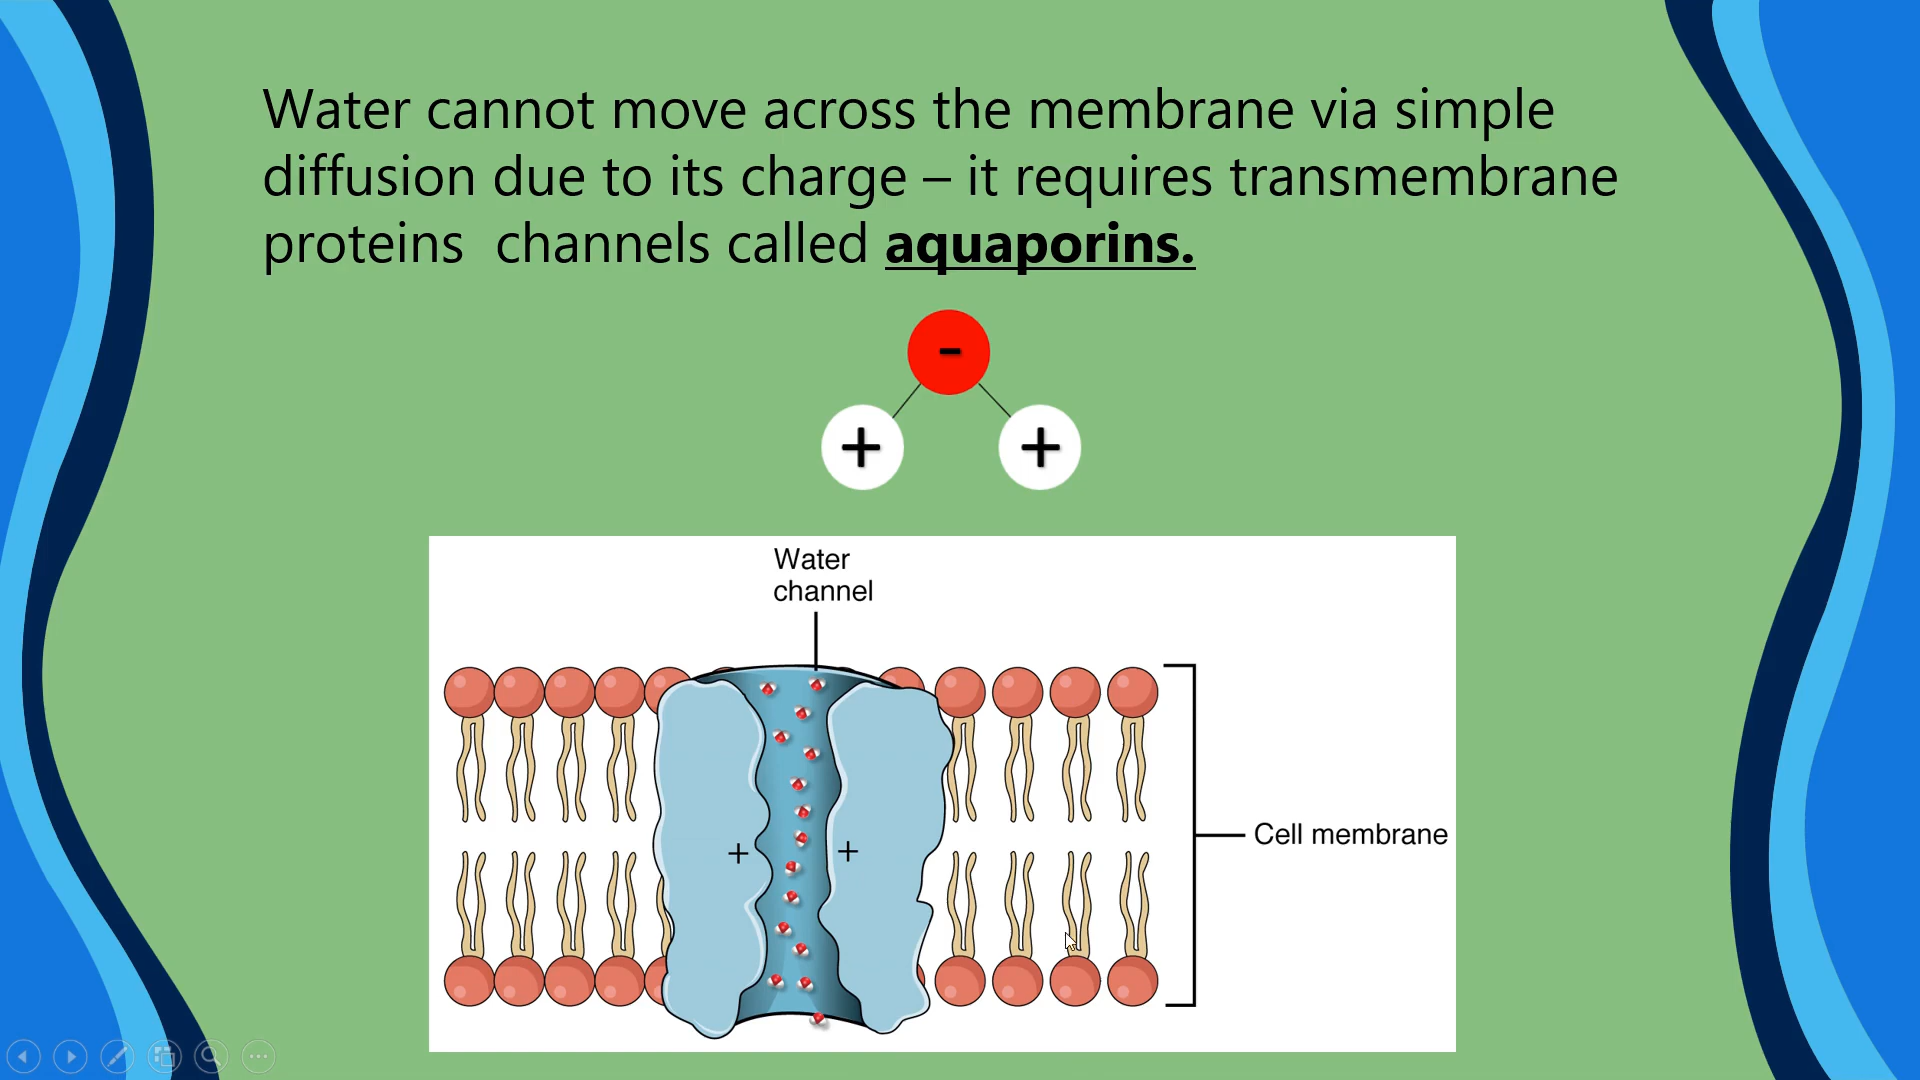 Water cannot move across the membrane via simple
diffusion due to its charge – it requires transmembrane
proteins  channels called aquaporins.
-
+ +
Water
channel
+ +
Cell membrane